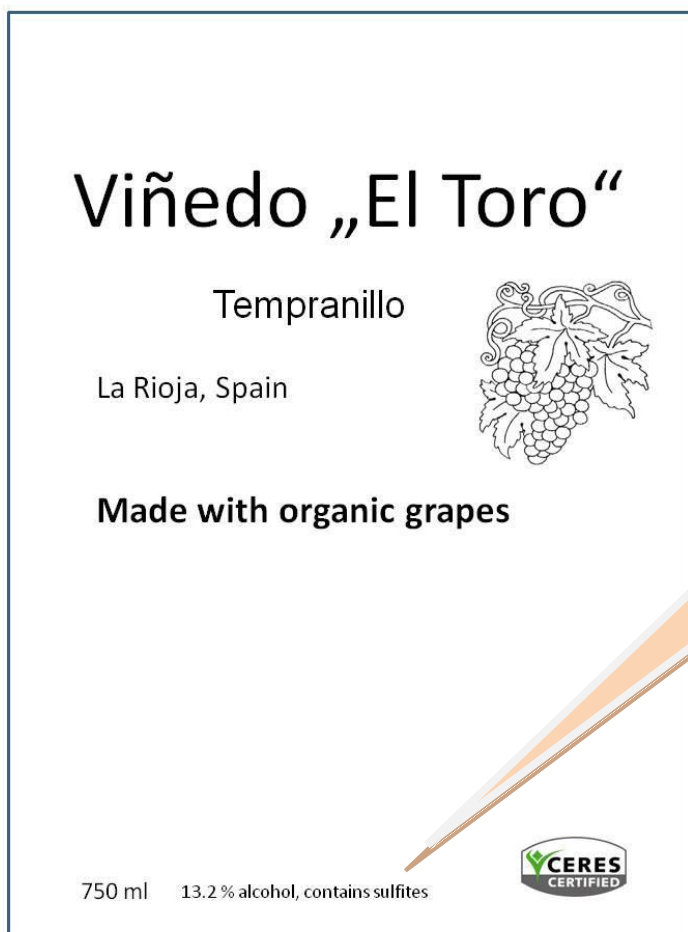 Viñedo „El Toro“
Tempranillo
La Rioja, Spain
Made with organic grapes
CERES
CERTIFIED
750 ml 13.2 % alcohol, contains sulfites